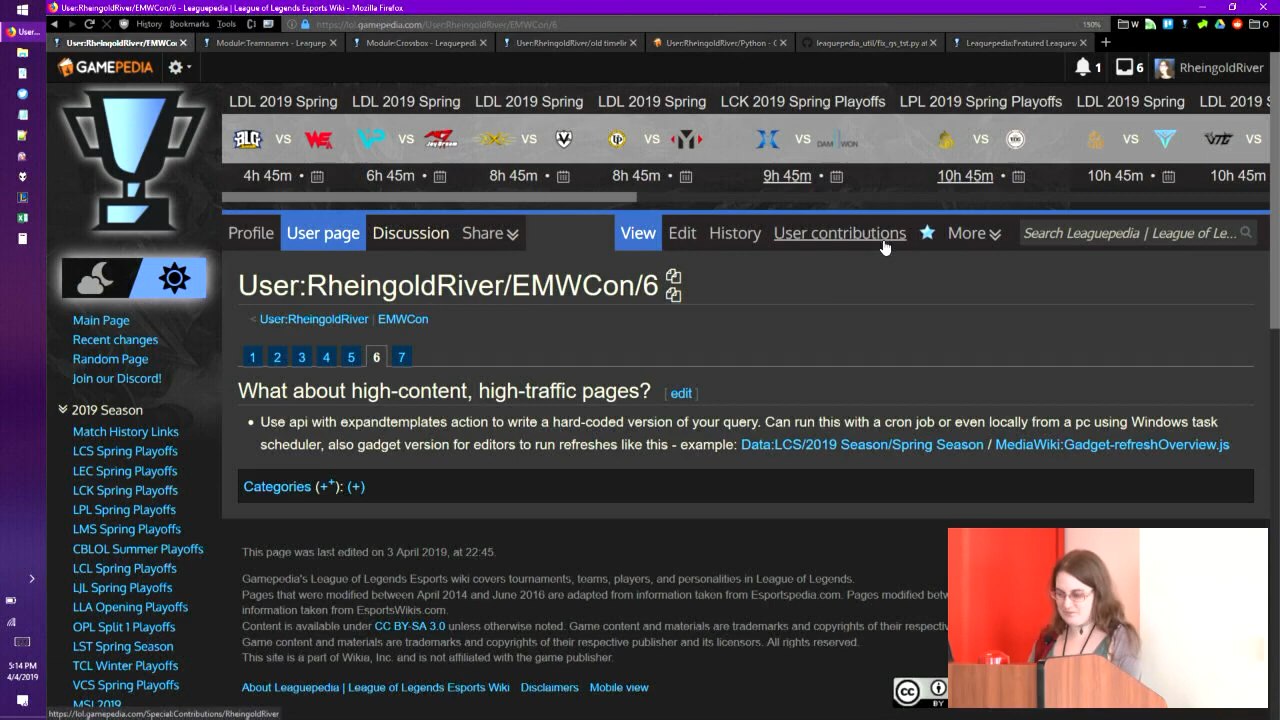 User:RheingoldRiver/EMWCon/6 - Leaguepedia | League of Legends Esports Wiki - Mozilla Firefox
History Bookmarks Tools
https://lol.gamepedia.com/User:RheingoldRiver/EMWCon/6
150%
User:RheingoldRiver/EMWCon
Module:Teamnames - Leaguep
Module:Crossbox - Leaguepedi
User:RheingoldRiver/old timelin
User:RheingoldRiver/Python - C
leaguepedia_util/fix_gs_tst.py at
Leaguepedia:Featured Leagues/
User:...
GAMEPEDIA
1
6
RheingoldRiver
LDL 2019 Spring LDL 2019 Spring LDL 2019 Spring LDL 2019 Spring LCK 2019 Spring Playoffs LPL 2019 Spring Playoffs LDL 2019 Spring LDL 2019 S
VS VS VS VS VS DAM WON VS VS VS
4h 45m • 6h 45m • 8h 45m • 8h 45m • 9h 45m • 10h 45m • 10h 45m • 10h 45m
Profile User page Discussion Share View Edit History User contributions More Search Leaguepedia | League of Le...
User:RheingoldRiver/EMWCon/6
< User:RheingoldRiver | EMWCon
1 2 3 4 5 6 7
What about high-content, high-traffic pages? [ edit ]
• Use api with expandtemplates action to write a hard-coded version of your query. Can run this with a cron job or even locally from a pc using Windows task
scheduler, also gadget version for editors to run refreshes like this - example: Data:LCS/2019 Season/Spring Season / MediaWiki:Gadget-refreshOverview.js
Categories (++): (+)
This page was last edited on 3 April 2019, at 22:45.
Gamepedia's League of Legends Esports wiki covers tournaments, teams, players, and personalities in League of Legends.
Pages that were modified between April 2014 and June 2016 are adapted from information taken from Esportspedia.com. Pages modified betw
information taken from EsportsWikis.com.
Content is available under CC BY-SA 3.0 unless otherwise noted.
Game content and materials are trademarks and copyrights of their respectiv
Game content and materials are trademarks and copyrights of their respective publisher and its licensors. All rights reserved.
This site is a part of Wikia, Inc. and is not affiliated with the game publisher.
About Leaguepedia | League of Legends Esports Wiki Disclaimers Mobile view
BY
Main Page
Recent changes
Random Page
Join our Discord!
2019 Season
Match History Links
LCS Spring Playoffs
LEC Spring Playoffs
LCK Spring Playoffs
LPL Spring Playoffs
LMS Spring Playoffs
CBLOL Summer Playoffs
LCL Spring Playoffs
LJL Spring Playoffs
LLA Opening Playoffs
OPL Split 1 Playoffs
LST Spring Season
TCL Winter Playoffs
VCS Spring Playoffs
MSI 2019
5:14 PM
4/4/2019
https://lol.gamepedia.com/Special:Contributions/RheingoldRiver